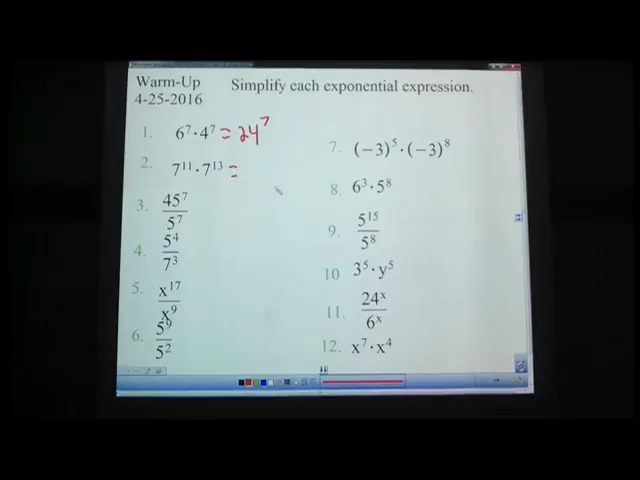 Warm-Up Simplify each exponential expression.
4-25-2016
1. 6⁷ · 4⁷ = 24⁷
2. 7¹¹ · 7¹³ =
3. 45⁷/5⁷
4. 5⁴/7³
5. x¹⁷/x⁹
6. 5⁹/5²
7. (−3)⁵ · (−3)⁸
8. 6³ · 5⁸
9. 5¹⁵/5⁸
10 3⁵ · y⁵
11. 24ˣ/6ˣ
12. x⁷ · x⁴